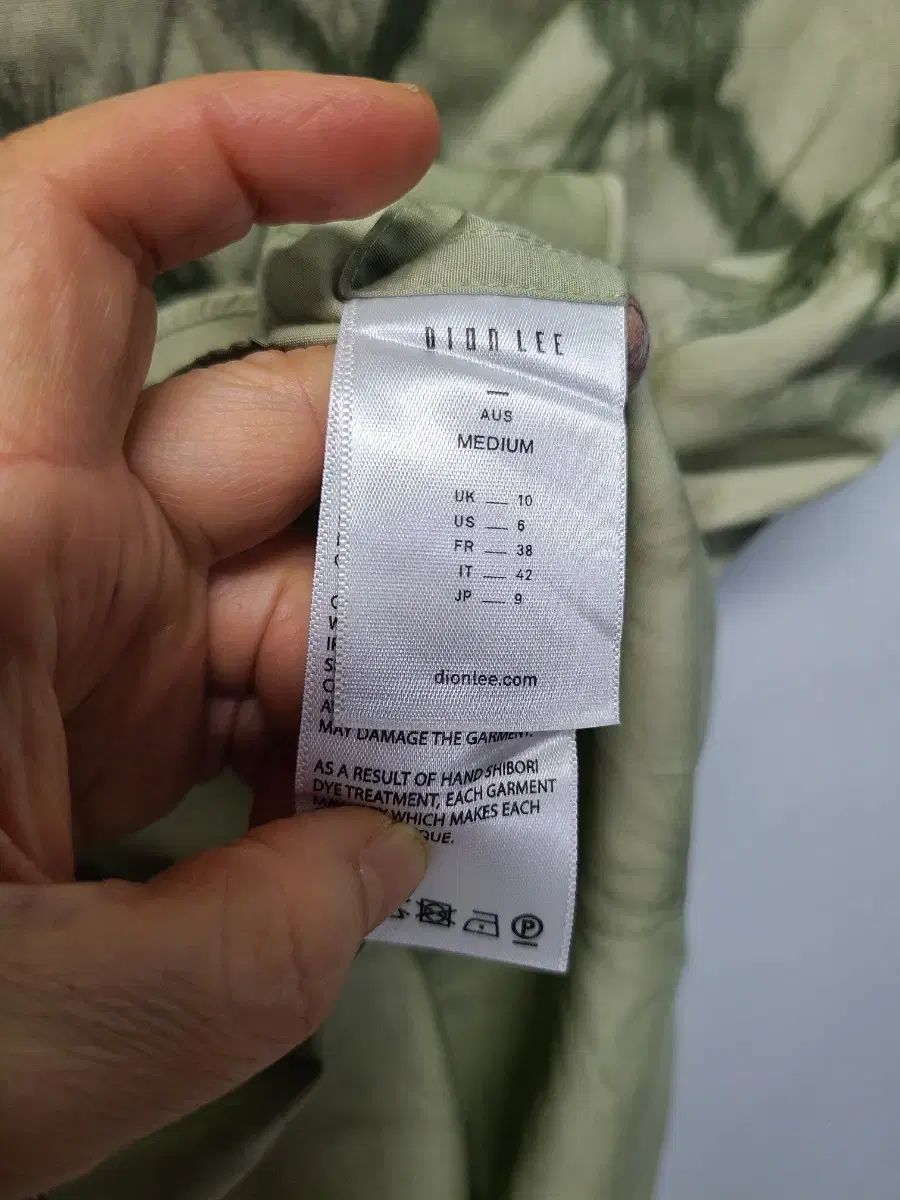 DION LEE
—
AUS
MEDIUM
UK — 10
US — 6
FR — 38
IT — 42
JP — 9
dionlee.com
MAY DAMAGE THE GARMENT.
AS A RESULT OF HAND SHIBORI
DYE TREATMENT, EACH GARMENT
WHICH MAKES EACH
P